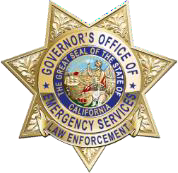 GOVERNOR'S OFFICE OF
THE GREAT SEAL OF THE STATE OF
CALIFORNIA
EMERGENCY SERVICES
LAW ENFORCEMENT